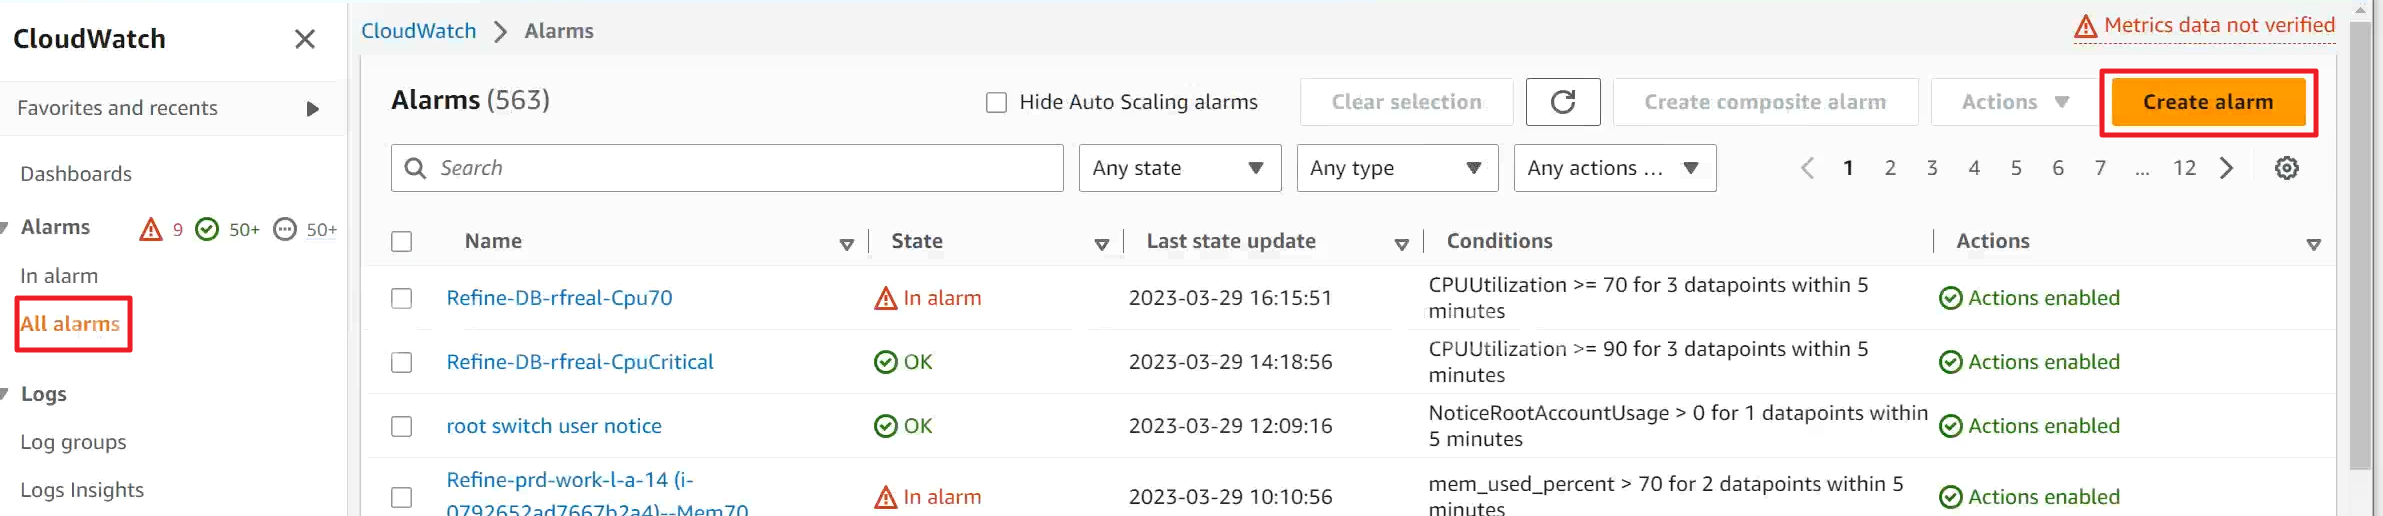 CloudWatch
Favorites and recents
Dashboards
Alarms 9 50+ 50+
In alarm
All alarms
Logs
Log groups
Logs Insights
CloudWatch > Alarms
Metrics data not verified
Alarms (563)
Hide Auto Scaling alarms
Clear selection
Create composite alarm
Actions
Create alarm
Search
Any state
Any type
Any actions ...
1 2 3 4 5 6 7 ... 12
Name State Last state update Conditions Actions
Refine-DB-rfreal-Cpu70 In alarm 2023-03-29 16:15:51 CPUUtilization >= 70 for 3 datapoints within 5
minutes
Actions enabled
Refine-DB-rfreal-CpuCritical OK 2023-03-29 14:18:56 CPUUtilization >= 90 for 3 datapoints within 5
minutes
Actions enabled
root switch user notice OK 2023-03-29 12:09:16 NoticeRootAccountUsage > 0 for 1 datapoints within
5 minutes
Actions enabled
Refine-prd-work-l-a-14 (i-
0792652ad7667b2a4)--Mem70
In alarm 2023-03-29 10:10:56 mem_used_percent > 70 for 2 datapoints within 5
minutes
Actions enabled